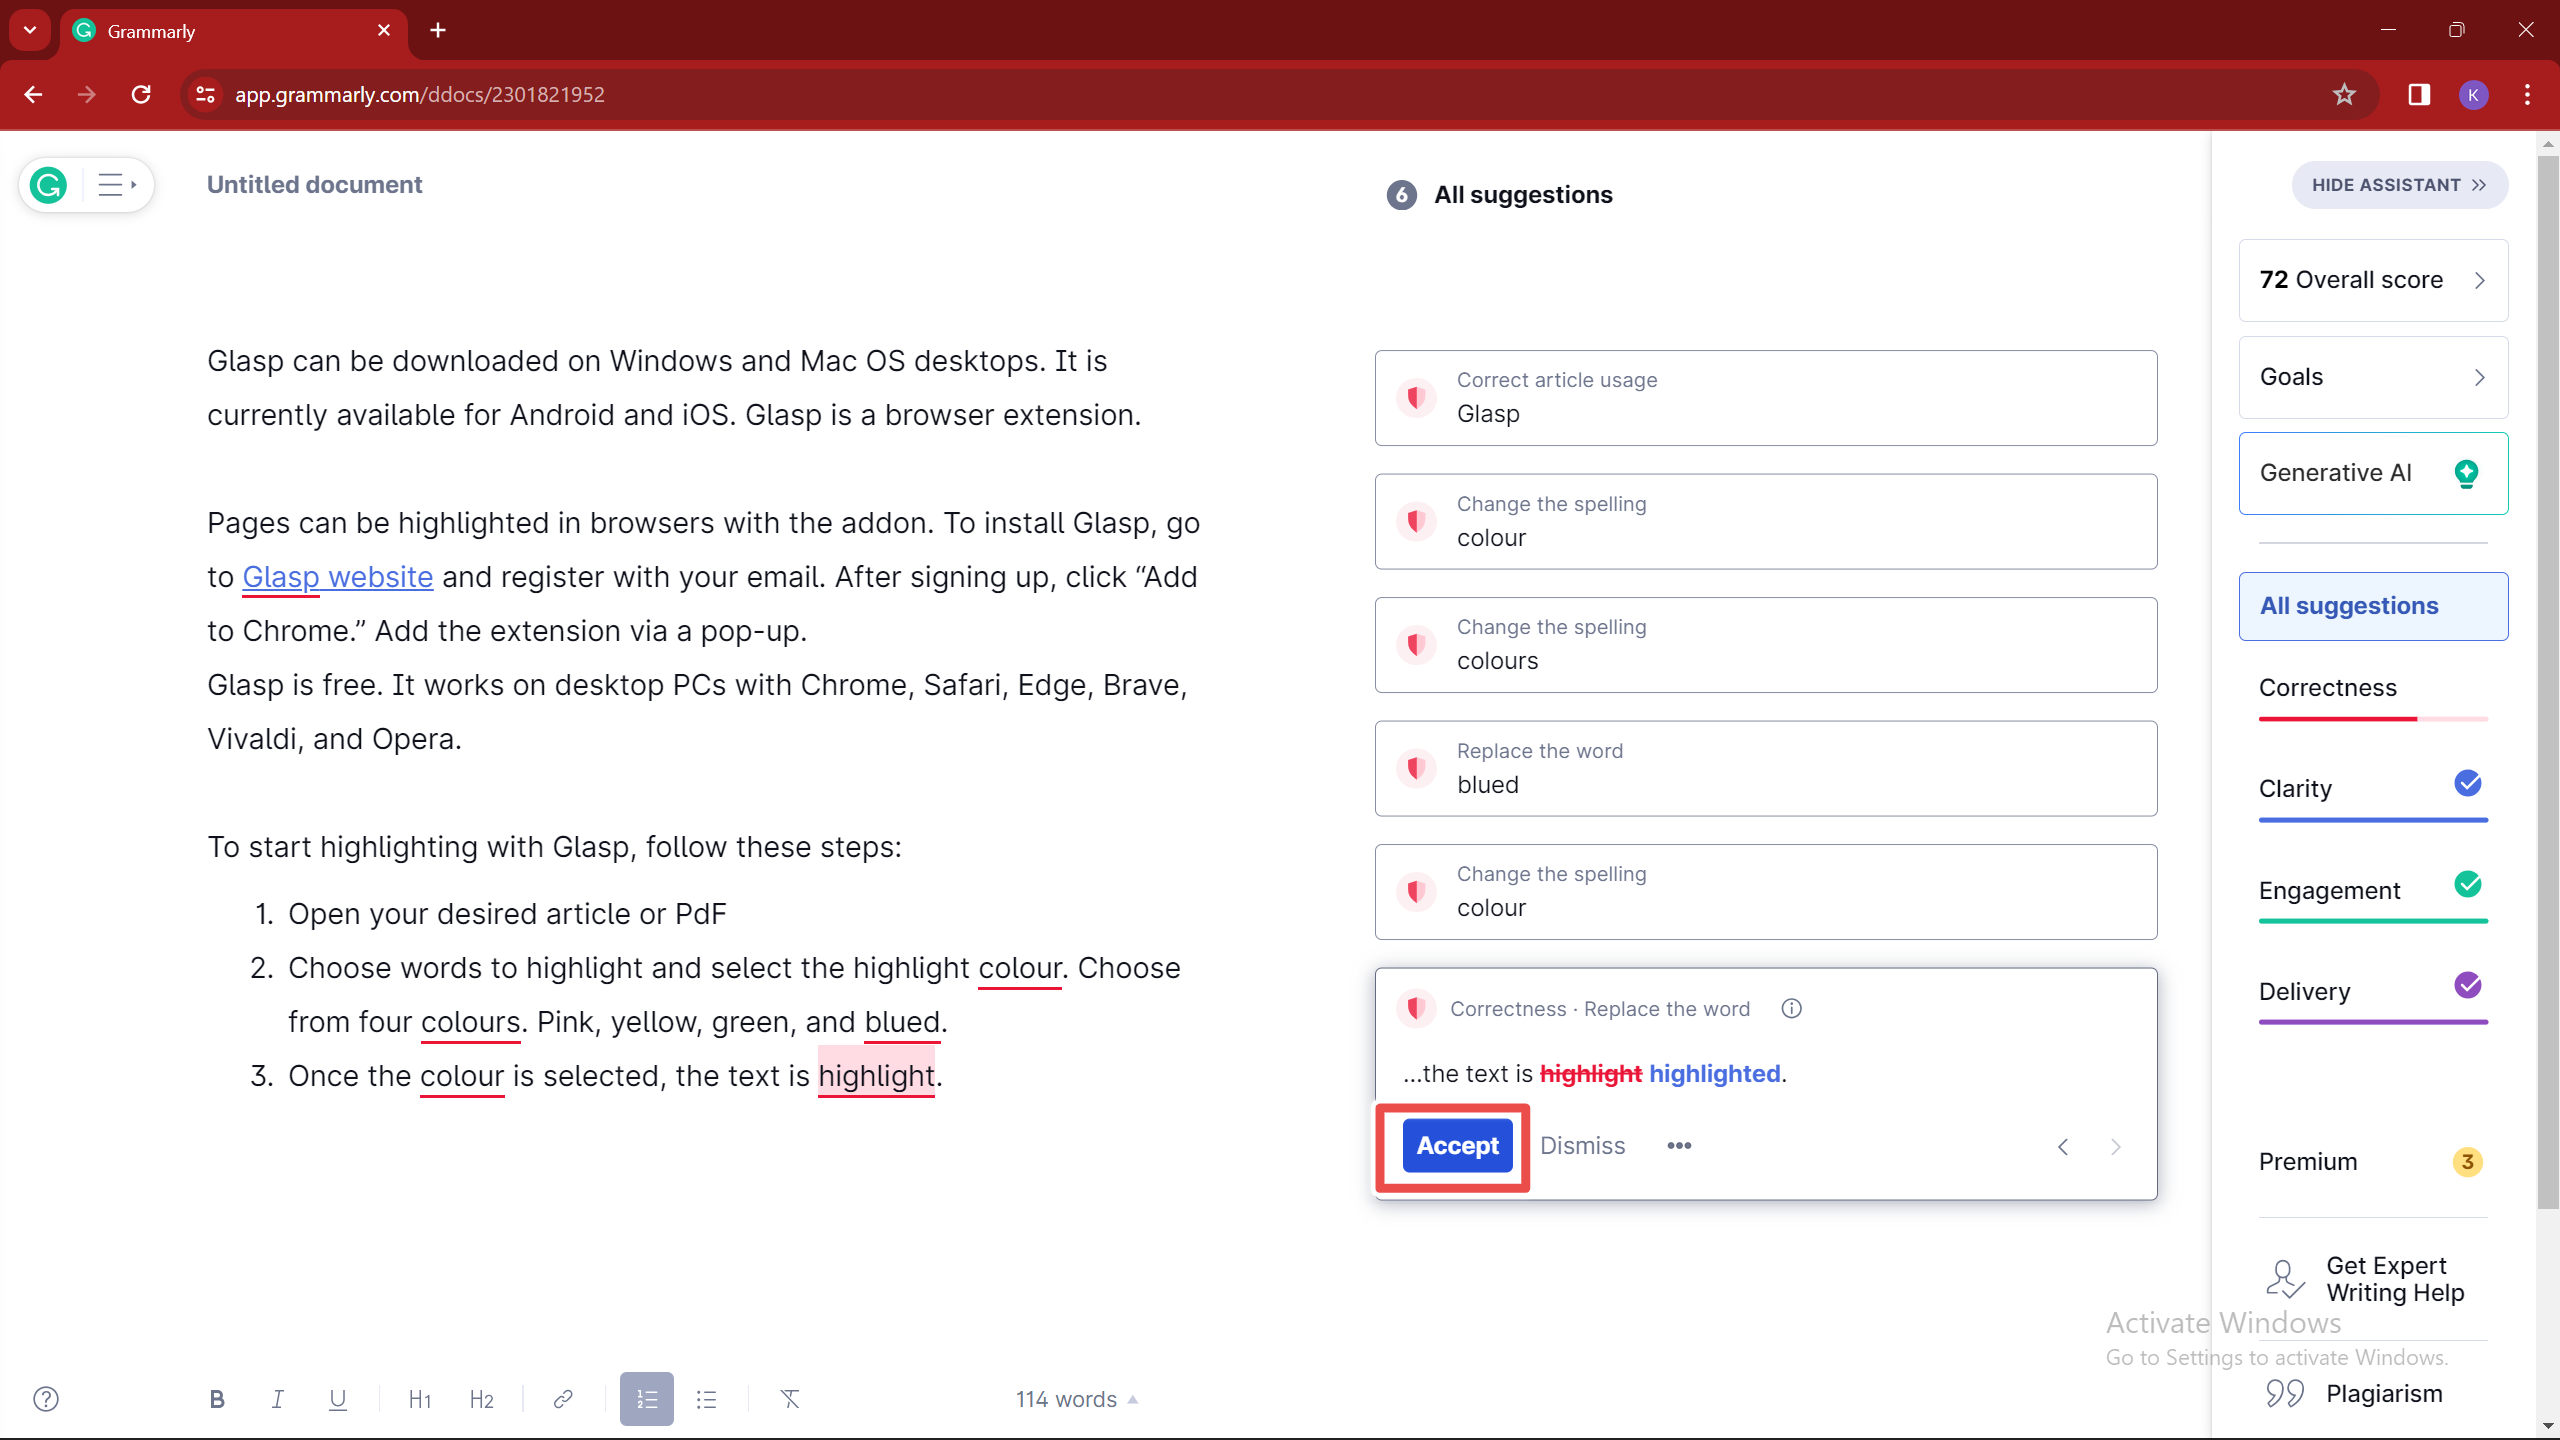 Grammarly
app.grammarly.com/ddocs/2301821952
K
Untitled document
Glasp can be downloaded on Windows and Mac OS desktops. It is
currently available for Android and iOS. Glasp is a browser extension.
Pages can be highlighted in browsers with the addon. To install Glasp, go
to Glasp website and register with your email. After signing up, click “Add
to Chrome.” Add the extension via a pop-up.
Glasp is free. It works on desktop PCs with Chrome, Safari, Edge, Brave,
Vivaldi, and Opera.
To start highlighting with Glasp, follow these steps:
1. Open your desired article or PdF
2. Choose words to highlight and select the highlight colour. Choose
from four colours. Pink, yellow, green, and blued.
3. Once the colour is selected, the text is highlight.
B I U H1 H2
114 words
6 All suggestions
Correct article usage
Glasp
Change the spelling
colour
Change the spelling
colours
Replace the word
blued
Change the spelling
colour
Correctness · Replace the word
...the text is highlight highlighted.
Accept Dismiss
HIDE ASSISTANT
72 Overall score
Goals
Generative AI
All suggestions
Correctness
Clarity
Engagement
Delivery
Premium 3
Get Expert
Writing Help
Activate Windows
Go to Settings to activate Windows.
Plagiarism